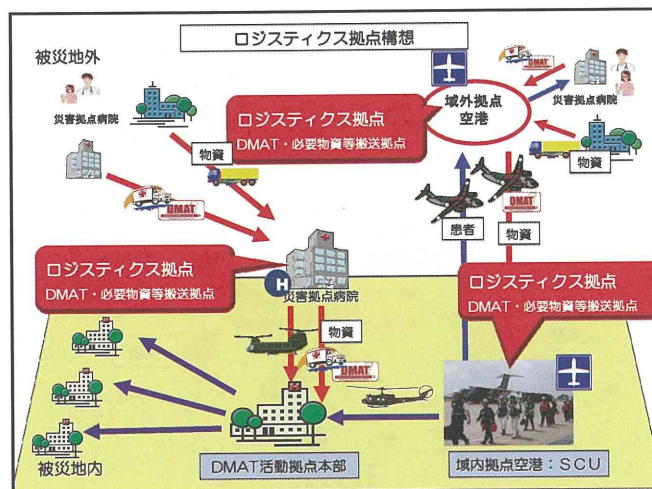 ロジスティクス拠点構想
被災地外
災害拠点病院
ロジスティクス拠点
DMAT・必要物資等搬送拠点
域外拠点
空港
DMAT
災害拠点病院
物資
物資
DMAT
患者
DMAT
物資
ロジスティクス拠点
DMAT・必要物資等搬送拠点
H
災害拠点病院
ロジスティクス拠点
DMAT・必要物資等搬送拠点
物資
DMAT
被災地内
DMAT活動拠点本部
域内拠点空港：SCU